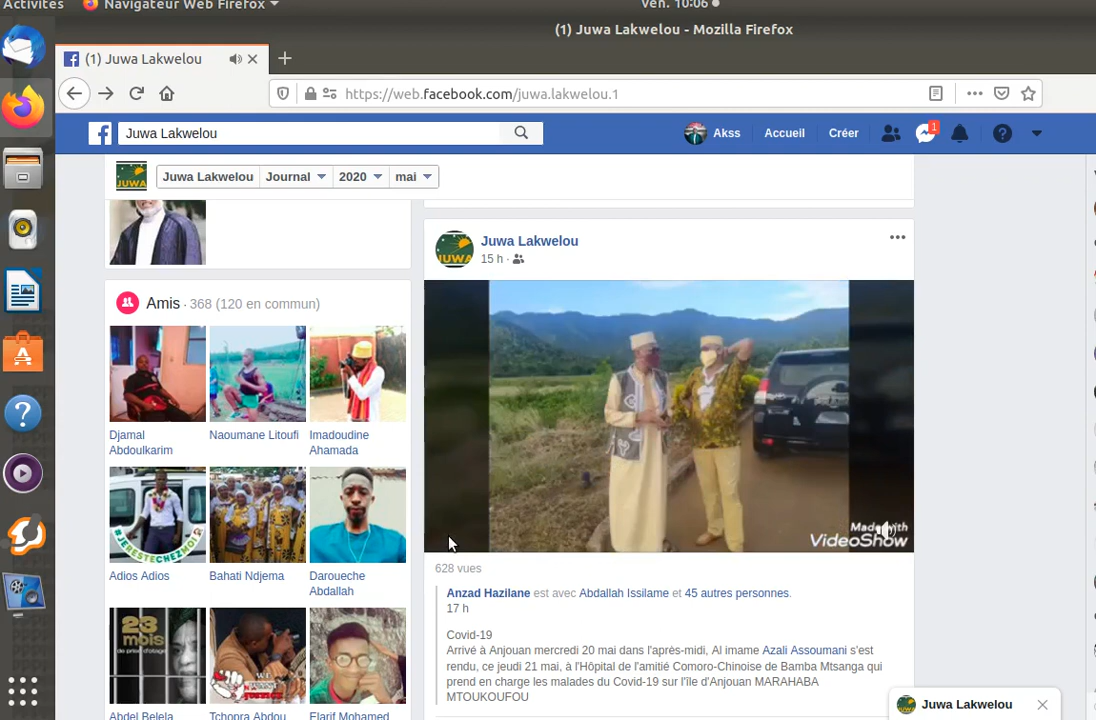 Activités Navigateur Web Firefox ven. 10:06
(1) Juwa Lakwelou - Mozilla Firefox
(1) Juwa Lakwelou
https://web.facebook.com/juwa.lakwelou.1
Juwa Lakwelou
Akss Accueil Créer 1
Juwa Lakwelou Journal 2020 mai
JUWA
Juwa Lakwelou
15 h ·
JUWA
Amis · 368 (120 en commun)
Djamal Abdoulkarim
Naoumane Litoufi
Imadoudine Ahamada
#JERESTECHEZMOI
Adios Adios
Bahati Ndjema
Daroueche Abdallah
23 mois
de prise d'otage
Abdel Belela
Tchopra Abdou
Elarif Mohamed
Made with
VideoShow
628 vues
Anzad Hazilane est avec Abdallah Issilame et 45 autres personnes.
17 h
Covid-19
Arrivé à Anjouan mercredi 20 mai dans l'après-midi, Al imame Azali Assoumani s'est
rendu, ce jeudi 21 mai, à l'Hôpital de l'amitié Comoro-Chinoise de Bamba Mtsanga qui
prend en charge les malades du Covid-19 sur l'île d'Anjouan MARAHABA
MTOUKOUFOU
Juwa Lakwelou